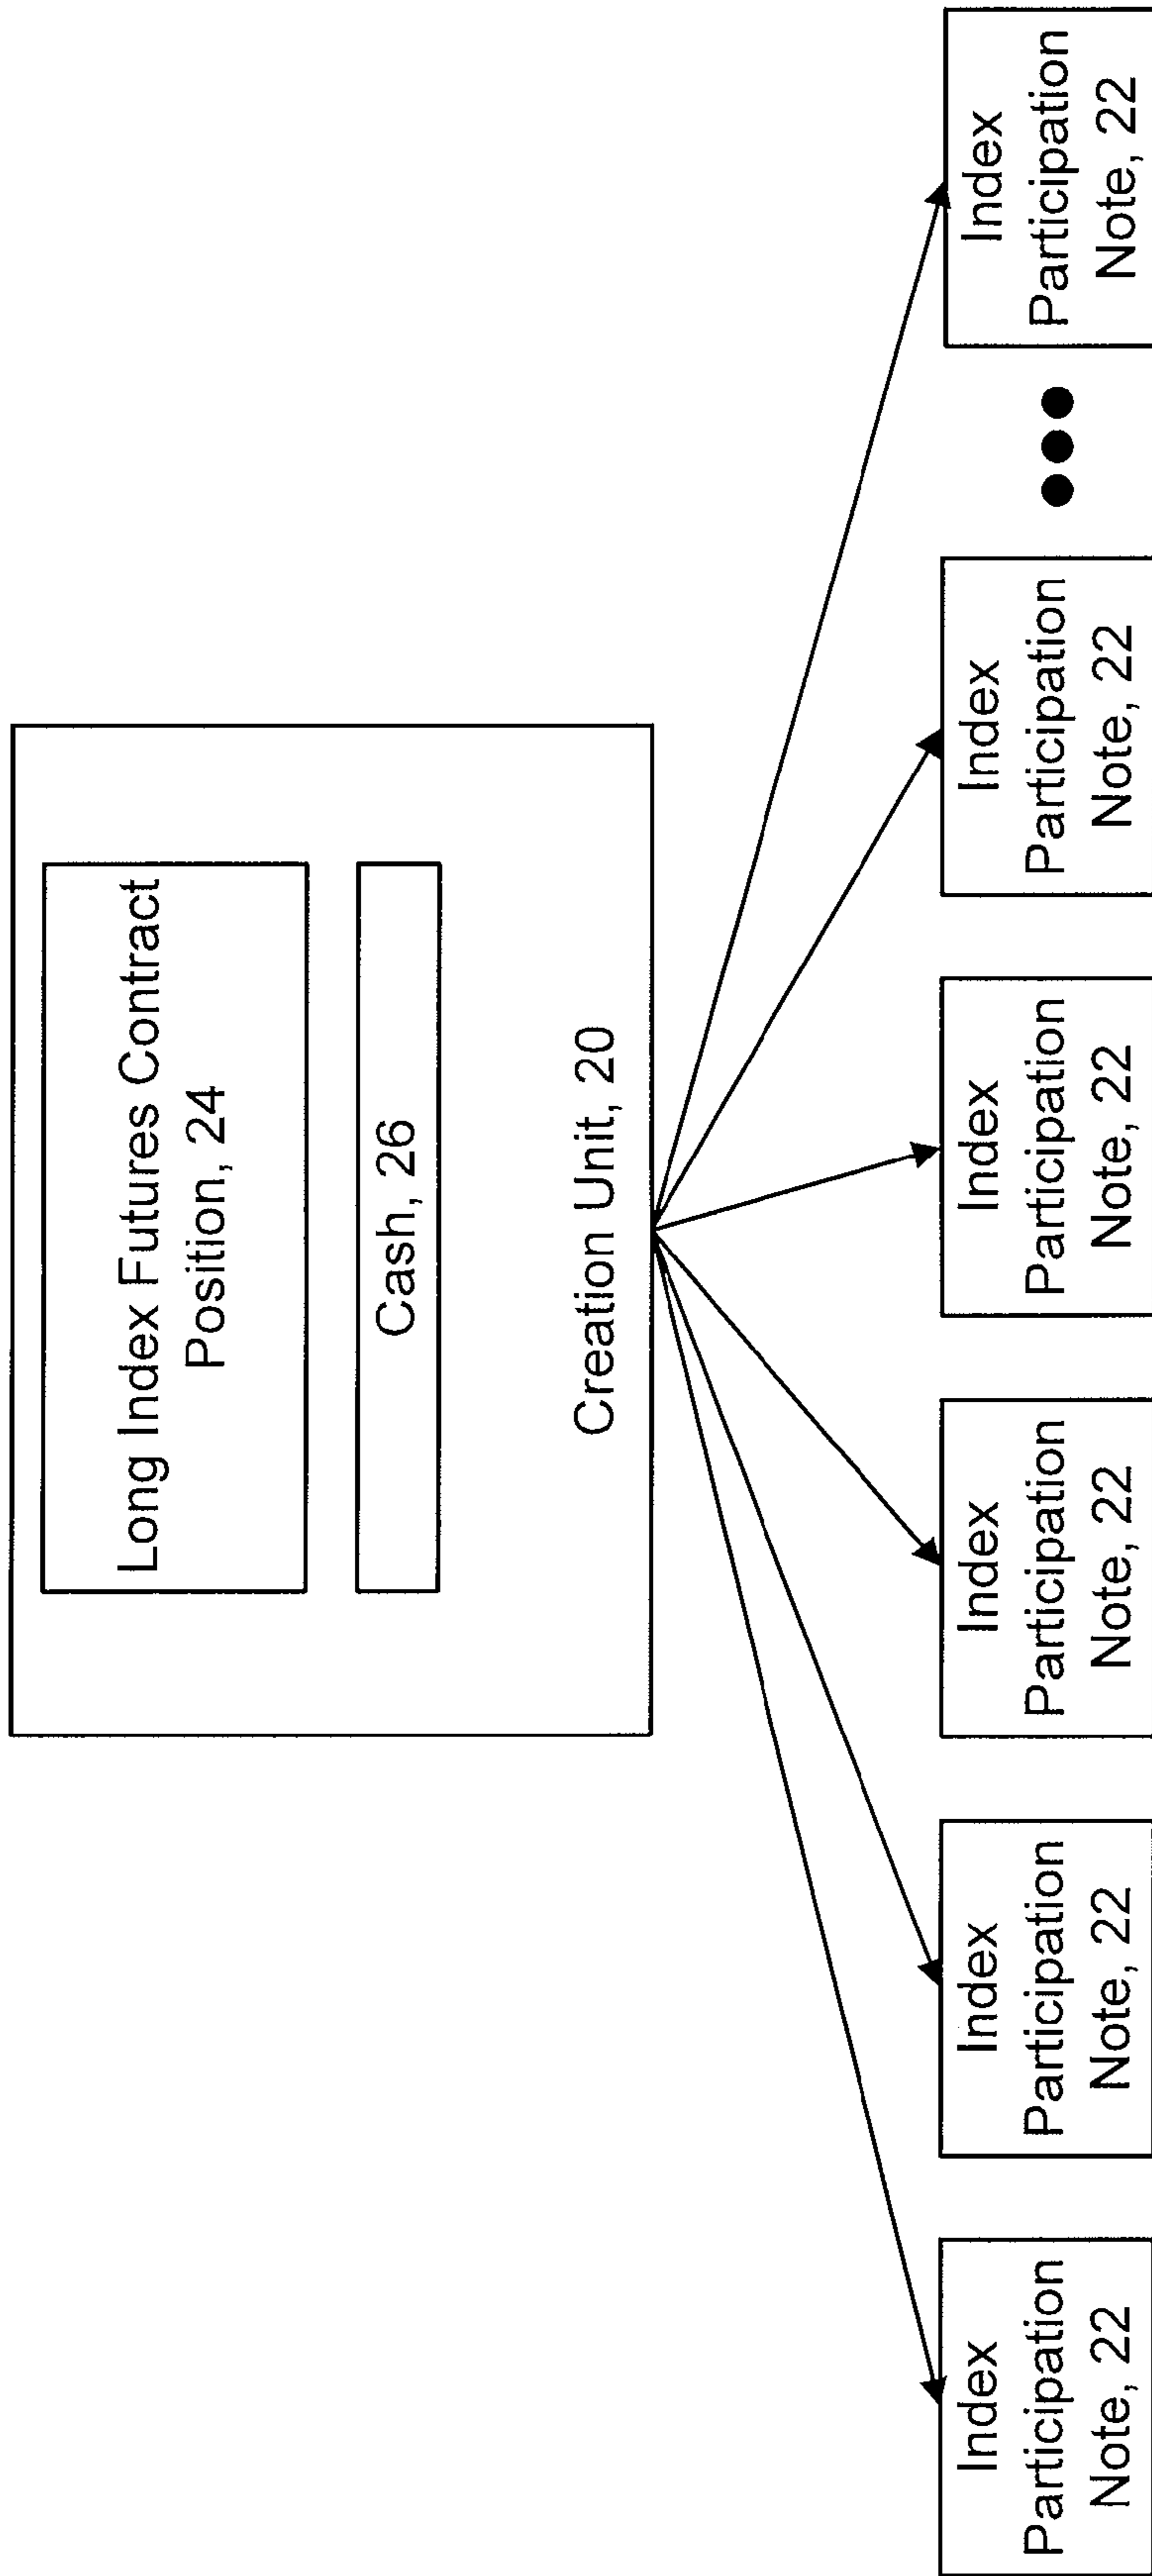 Long Index Futures Contract
Position, 24
Cash, 26
Creation Unit, 20
Index
Participation
Note, 22
Index
Participation
Note, 22
Index
Participation
Note, 22
Index
Participation
Note, 22
Index
Participation
Note, 22
Index
Participation
Note, 22